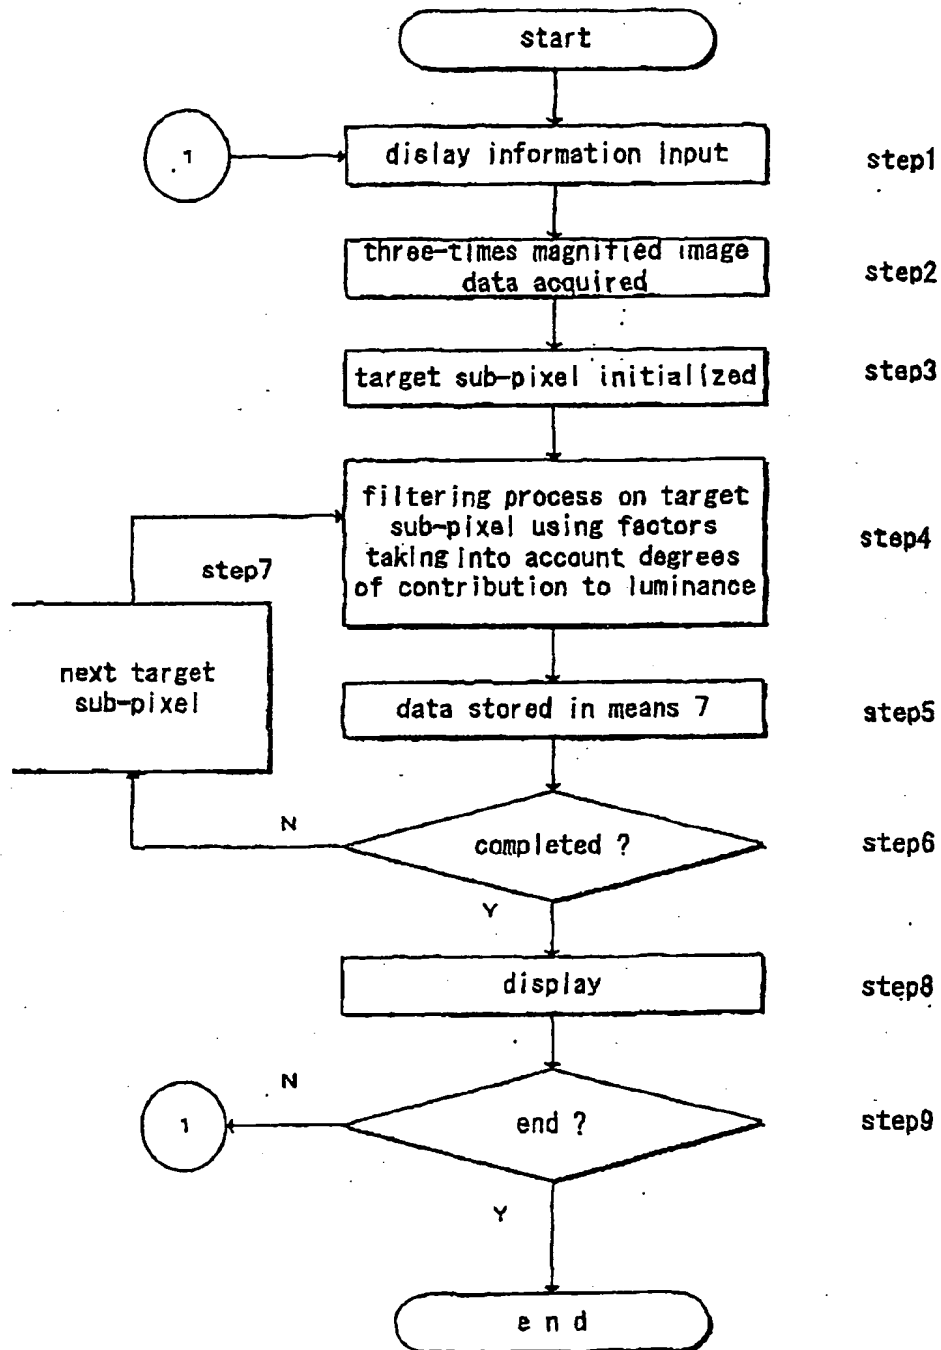 start
1
dislay information input
step1
three-times magnified image
data acquired
step2
target sub-pixel initialized
step3
filtering process on target
sub-pixel using factors
taking into account degrees
of contribution to luminance
step4
step7
next target
sub-pixel
data stored in means 7
step5
N
completed ?
step6
Y
display
step8
N
1
end ?
step9
Y
e n d